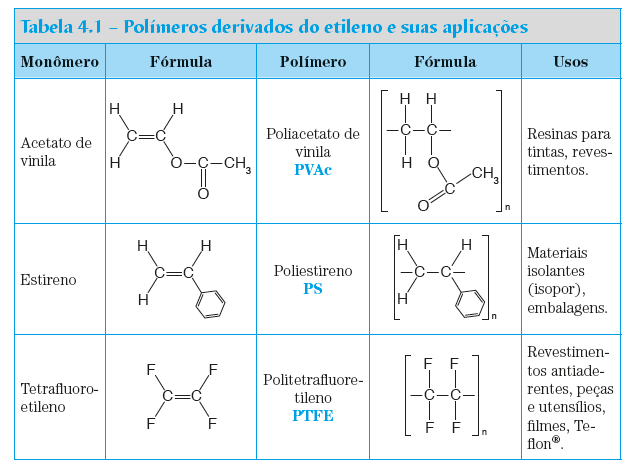 Tabela 4.1 – Polímeros derivados do etileno e suas aplicações
Monômero Fórmula Polímero Fórmula Usos
Acetato de
vinila
H H
C=C
H O–C–CH3
O
Poliacetato de
vinila
PVAc
H H
–C–C–
H O
C CH3
O
n
Resinas para
tintas, reves-
timentos.
Estireno
H H
C=C
H
Poliestireno
PS
H H
–C–C–
H
n
Materiais
isolantes
(isopor),
embalagens.
Tetrafluoro-
etileno
F F
C=C
F F
Politetrafluore-
tileno
PTFE
F F
–C–C–
F F
n
Revestimen-
tos antiade-
rentes, peças
e utensílios,
filmes, Te-
flon®.